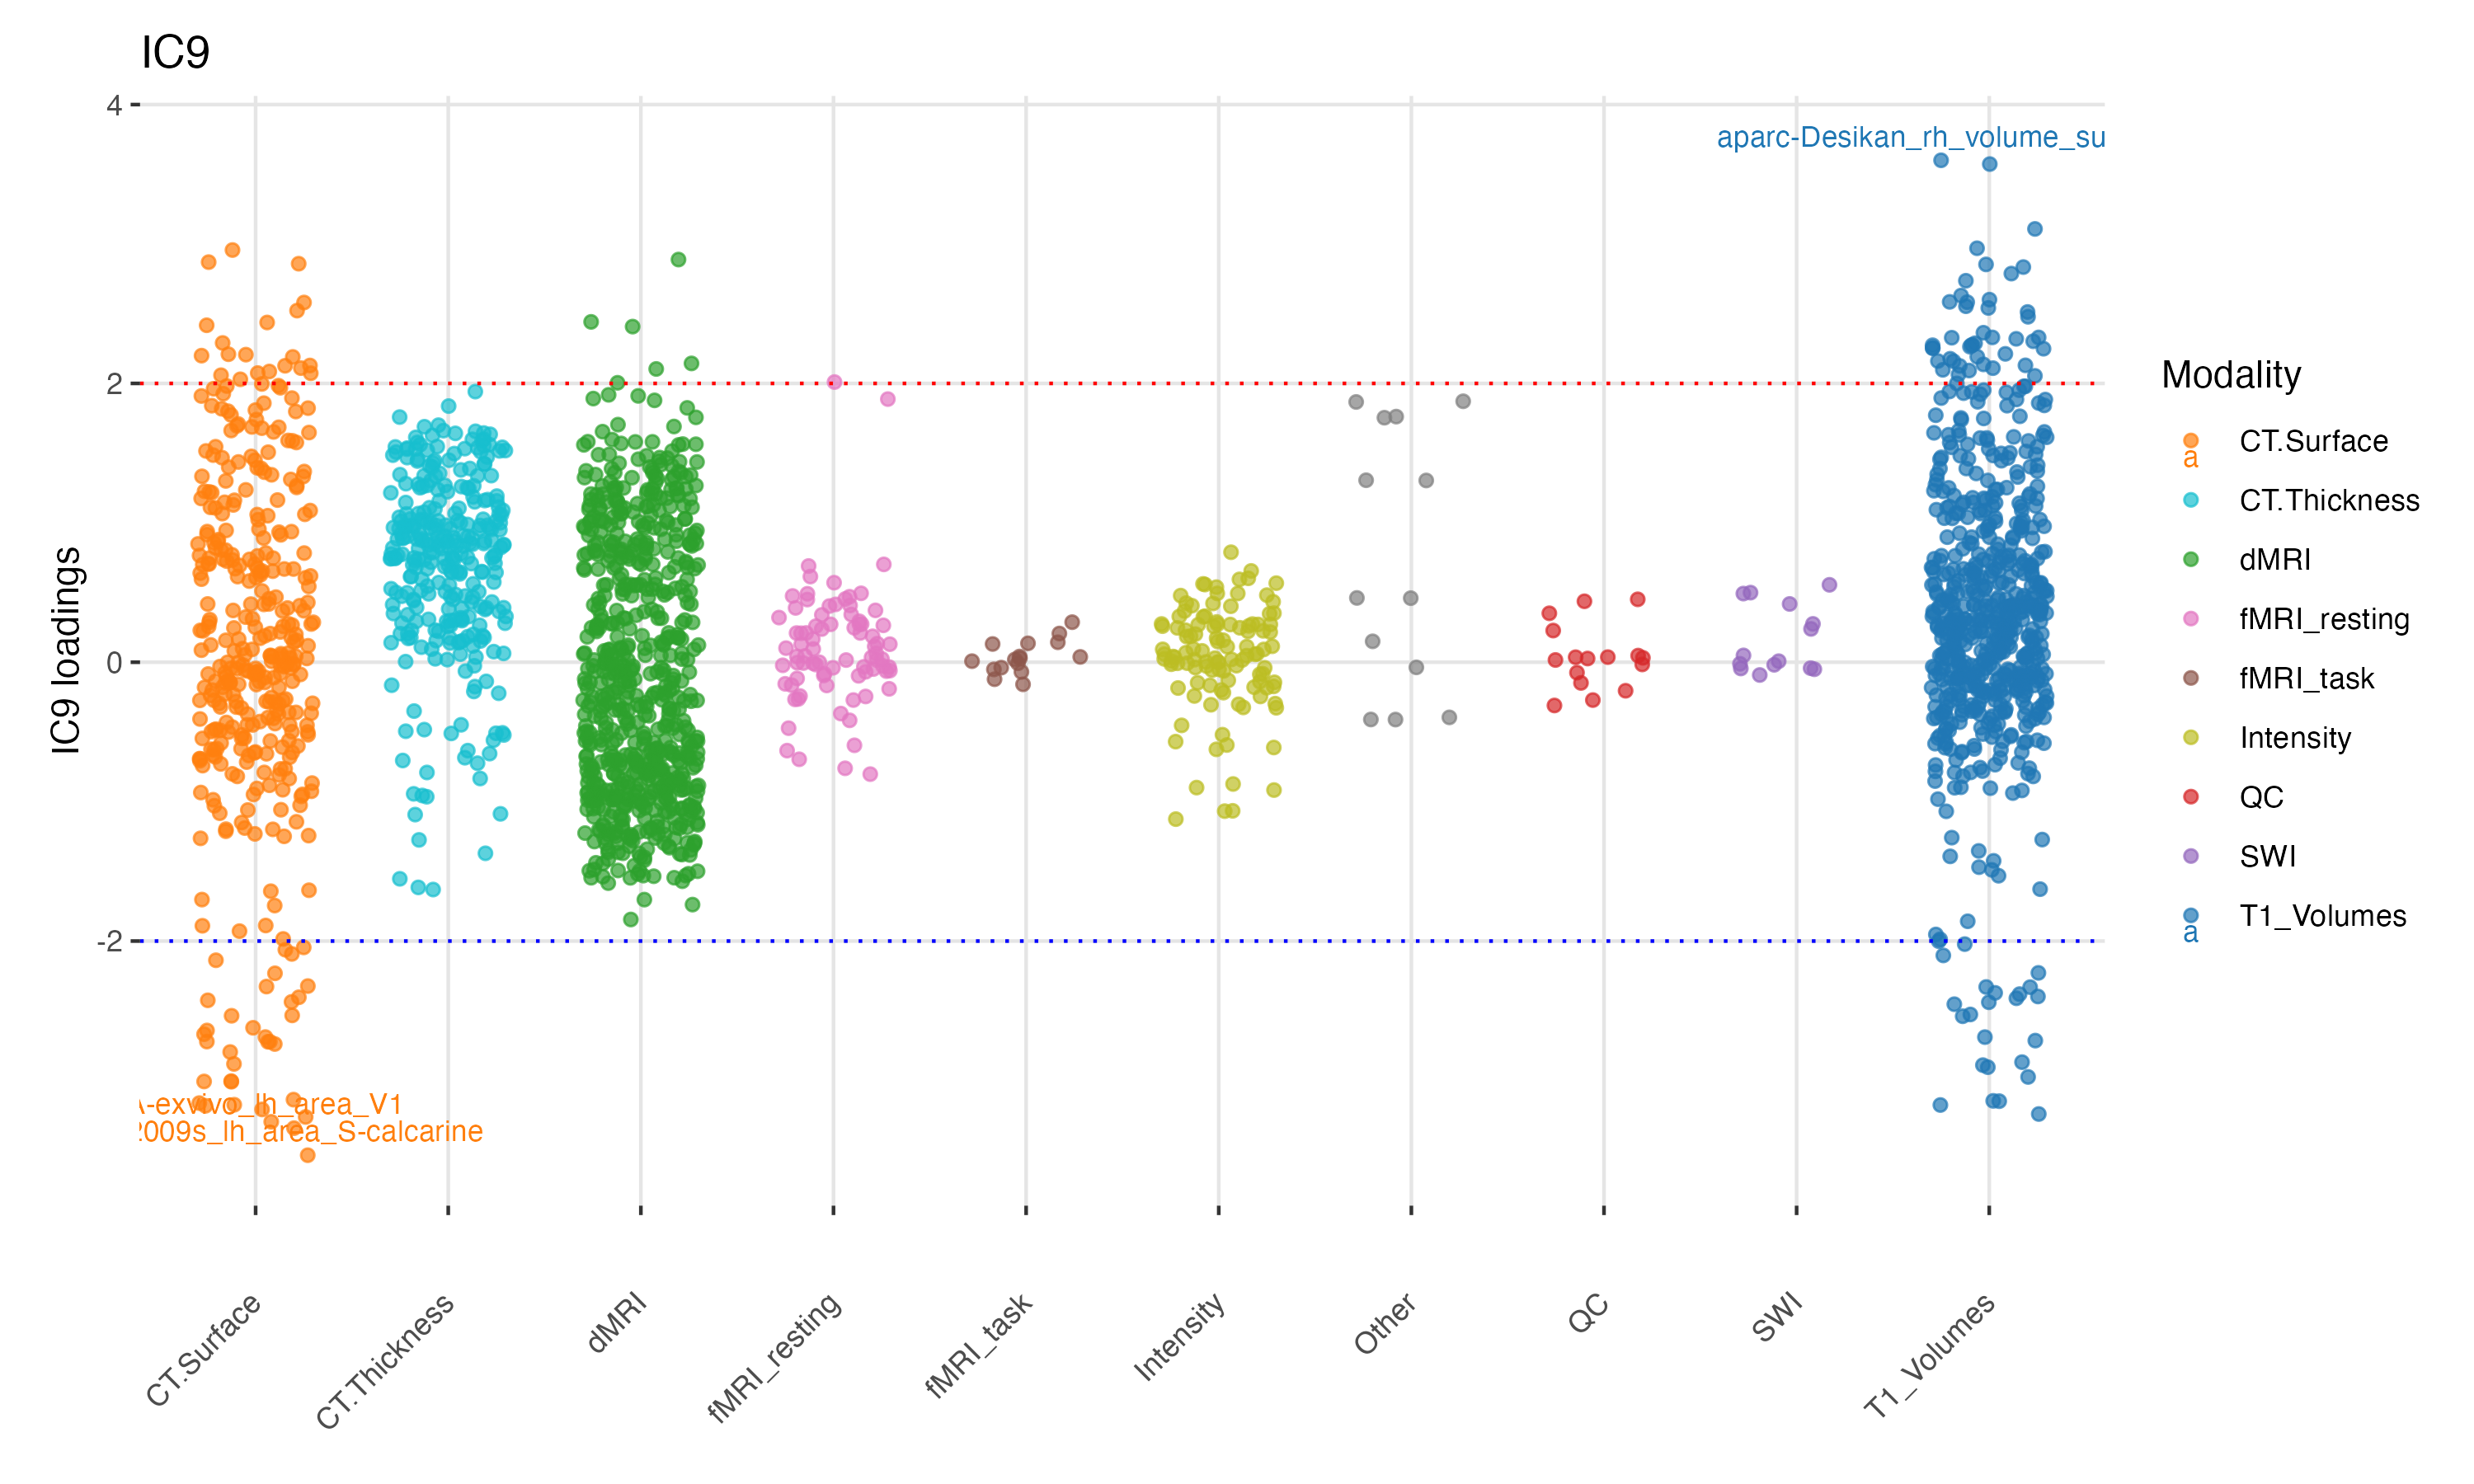 IC9
4
aparc-Desikan_rh_volume_su
2
0
-2
IC9 loadings
-exvivo_lh_area_V1
2009s_lh_area_S-calcarine
CT.Surface
CT.Thickness
dMRI
fMRI_resting
fMRI_task
Intensity
Other
QC
SWI
T1_Volumes
Modality
a CT.Surface
CT.Thickness
dMRI
fMRI_resting
fMRI_task
Intensity
QC
SWI
a T1_Volumes